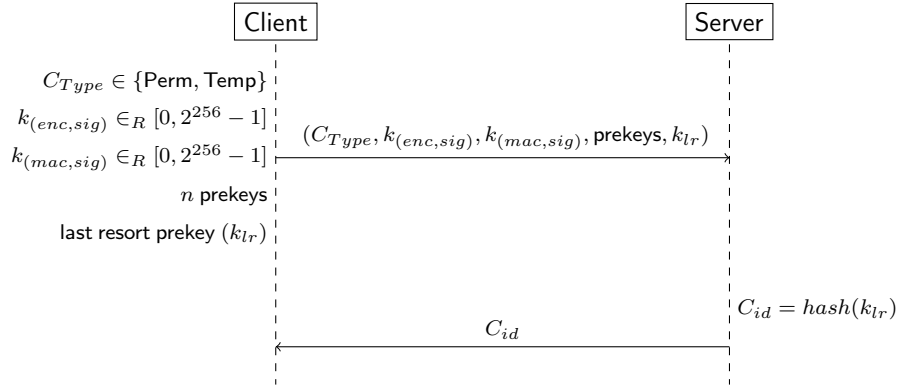 Client Server
C_{Type} ∈ {Perm, Temp}
k_{(enc,sig)} ∈_R [0, 2^{256} − 1]
(C_{Type}, k_{(enc,sig)}, k_{(mac,sig)}, prekeys, k_{lr})
k_{(mac,sig)} ∈_R [0, 2^{256} − 1]
n prekeys
last resort prekey (k_{lr})
C_{id} = hash(k_{lr})
C_{id}